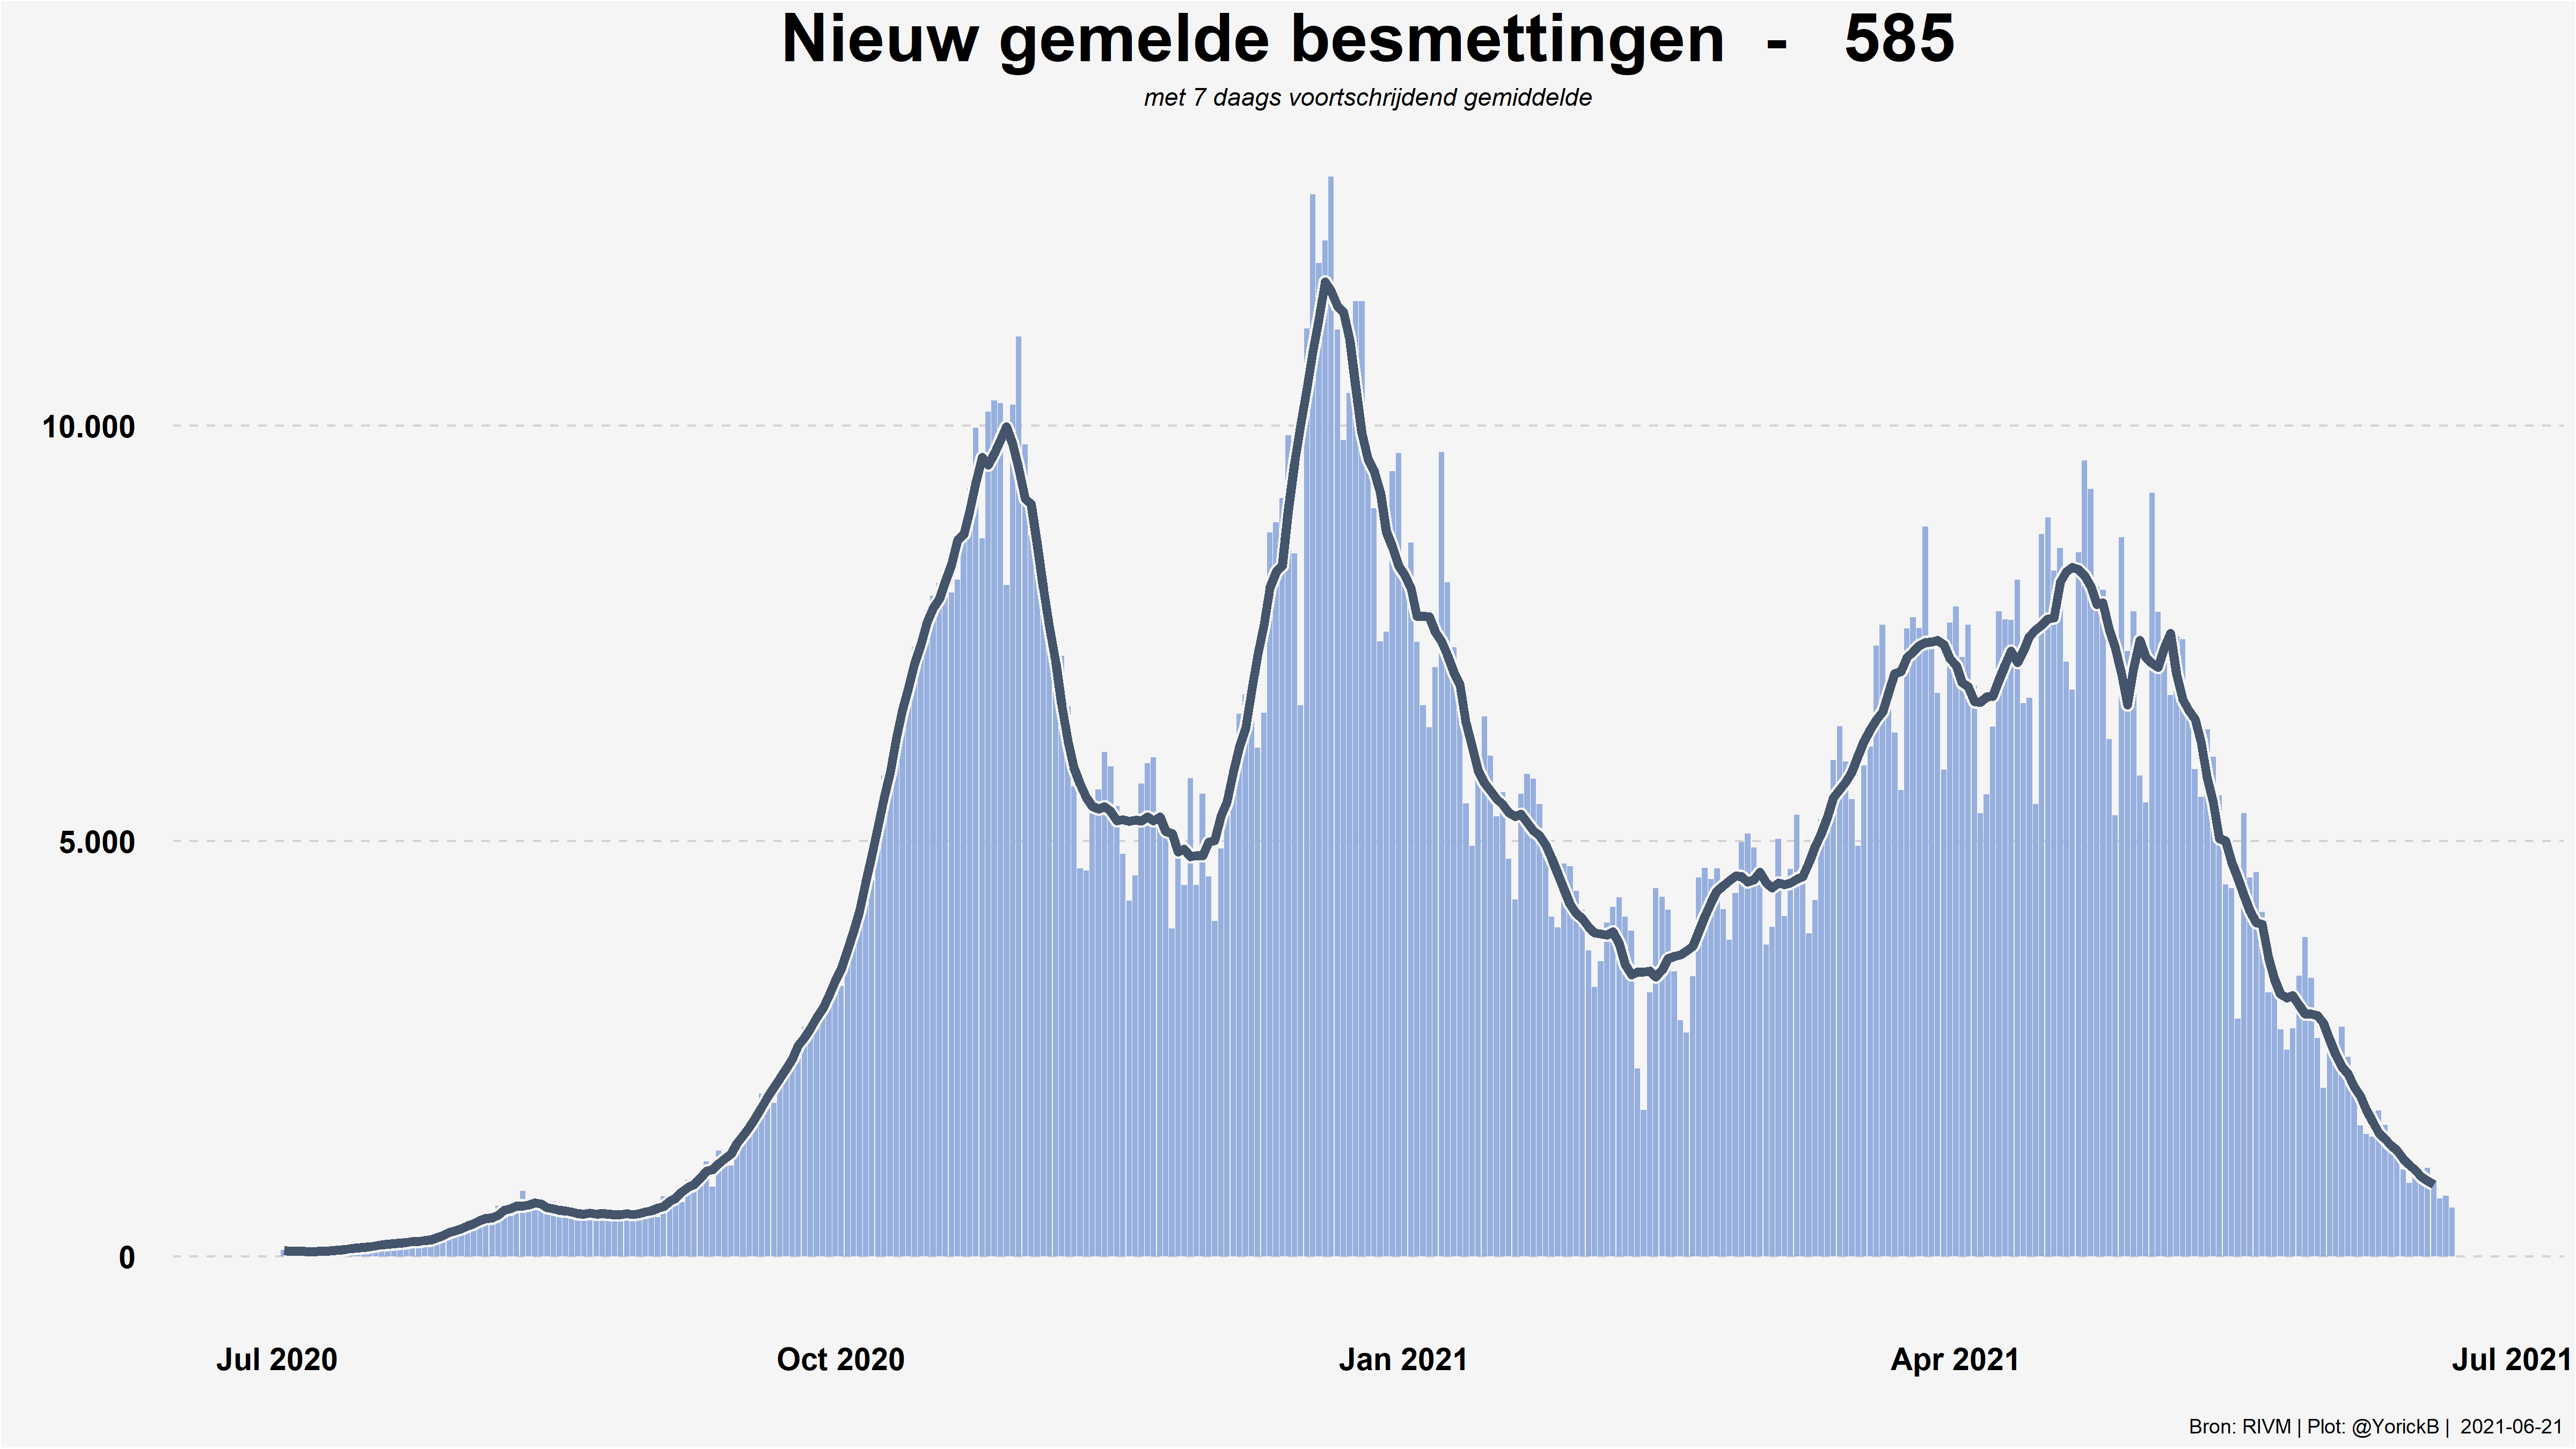 Nieuw gemelde besmettingen - 585
met 7 daags voortschrijdend gemiddelde
10.000
5.000
0
Jul 2020 Oct 2020 Jan 2021 Apr 2021 Jul 2021
Bron: RIVM | Plot: @YorickB | 2021-06-21